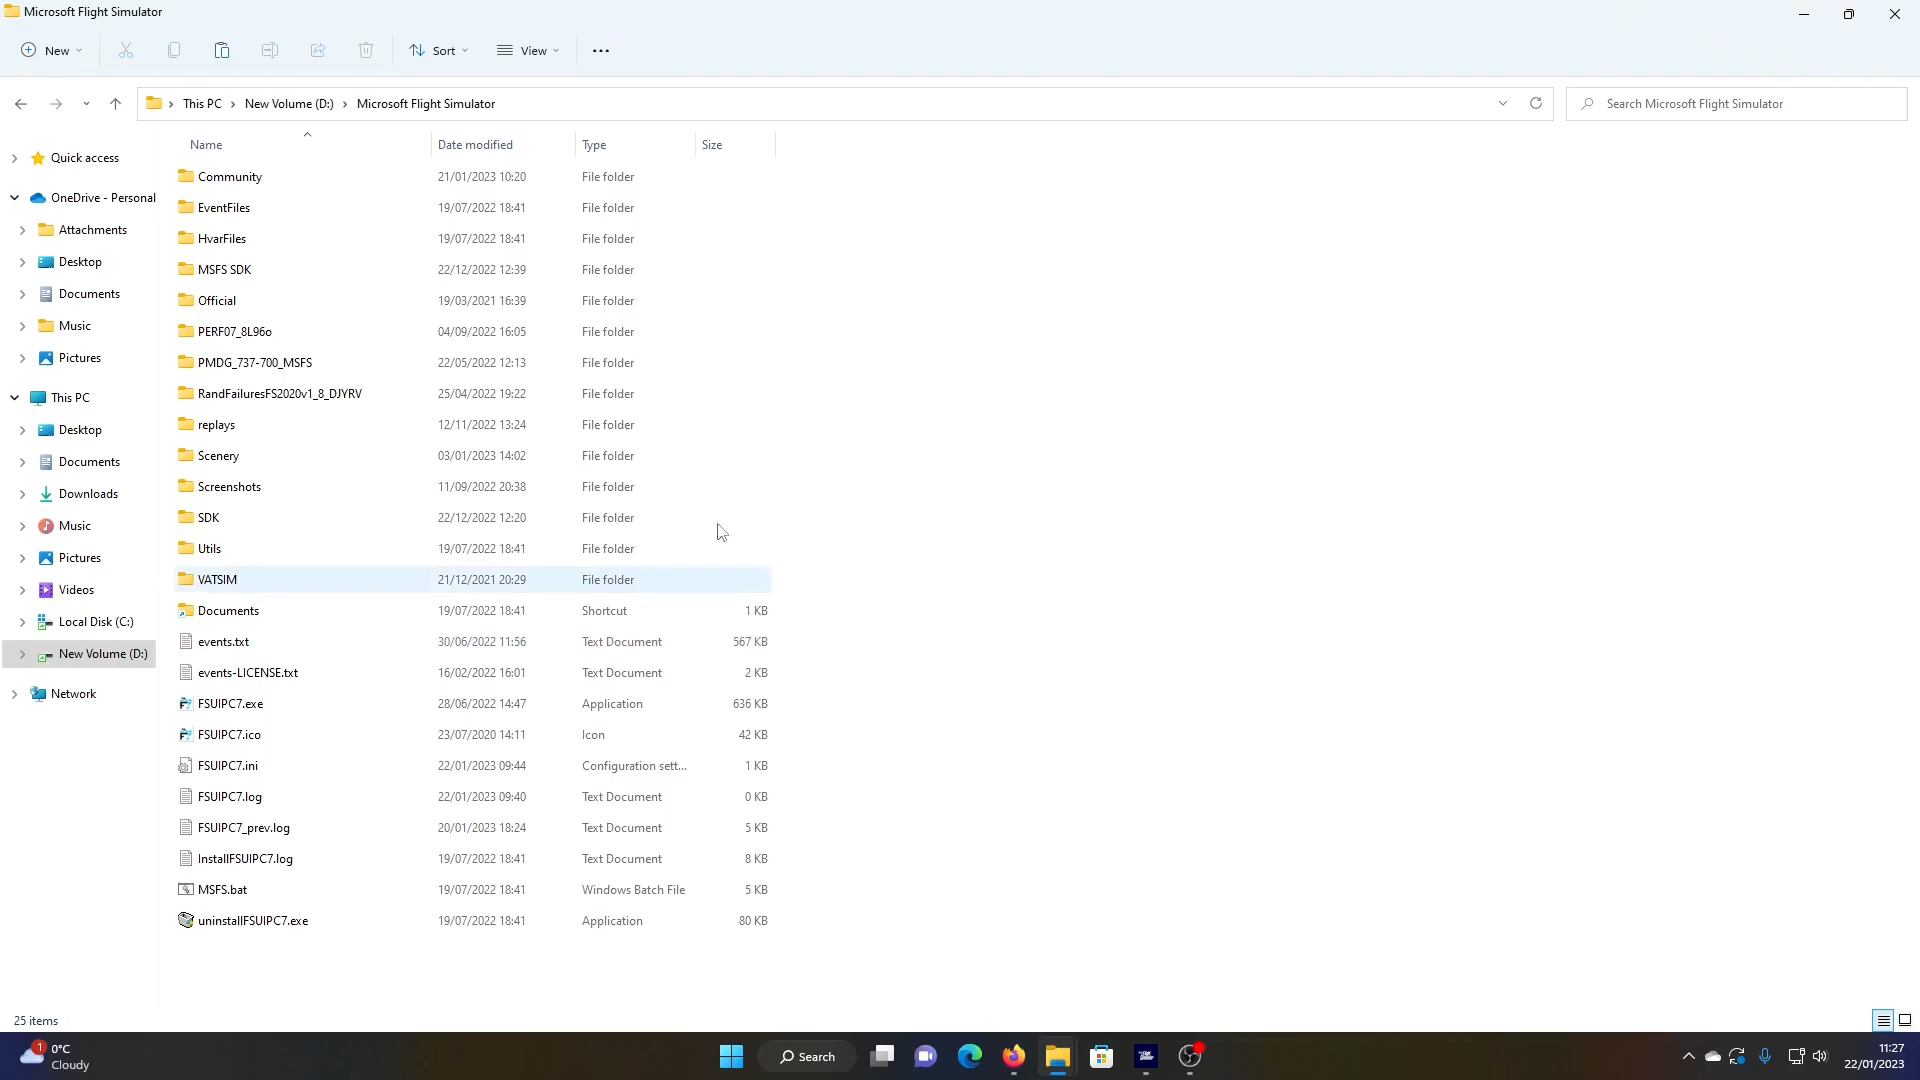 Microsoft Flight Simulator
New
Sort
View
This PC > New Volume (D:) > Microsoft Flight Simulator
Search Microsoft Flight Simulator
Name Date modified Type Size
Quick access
OneDrive - Personal
Attachments
Desktop
Documents
Music
Pictures
This PC
Desktop
Documents
Downloads
Music
Pictures
Videos
Local Disk (C:)
New Volume (D:)
Network
Community 21/01/2023 10:20 File folder
EventFiles 19/07/2022 18:41 File folder
HvarFiles 19/07/2022 18:41 File folder
MSFS SDK 22/12/2022 12:39 File folder
Official 19/03/2021 16:39 File folder
PERF07_8L96o 04/09/2022 16:05 File folder
PMDG_737-700_MSFS 22/05/2022 12:13 File folder
RandFailuresFS2020v1_8_DJYRV 25/04/2022 19:22 File folder
replays 12/11/2022 13:24 File folder
Scenery 03/01/2023 14:02 File folder
Screenshots 11/09/2022 20:38 File folder
SDK 22/12/2022 12:20 File folder
Utils 19/07/2022 18:41 File folder
VATSIM 21/12/2021 20:29 File folder
Documents 19/07/2022 18:41 Shortcut 1 KB
events.txt 30/06/2022 11:56 Text Document 567 KB
events-LICENSE.txt 16/02/2022 16:01 Text Document 2 KB
FSUIPC7.exe 28/06/2022 14:47 Application 636 KB
FSUIPC7.ico 23/07/2020 14:11 Icon 42 KB
FSUIPC7.ini 22/01/2023 09:44 Configuration sett... 1 KB
FSUIPC7.log 22/01/2023 09:40 Text Document 0 KB
FSUIPC7_prev.log 20/01/2023 18:24 Text Document 5 KB
InstallFSUIPC7.log 19/07/2022 18:41 Text Document 8 KB
MSFS.bat 19/07/2022 18:41 Windows Batch File 5 KB
uninstallFSUIPC7.exe 19/07/2022 18:41 Application 80 KB
25 items
1
0°C
Cloudy
Search
11:27
22/01/2023